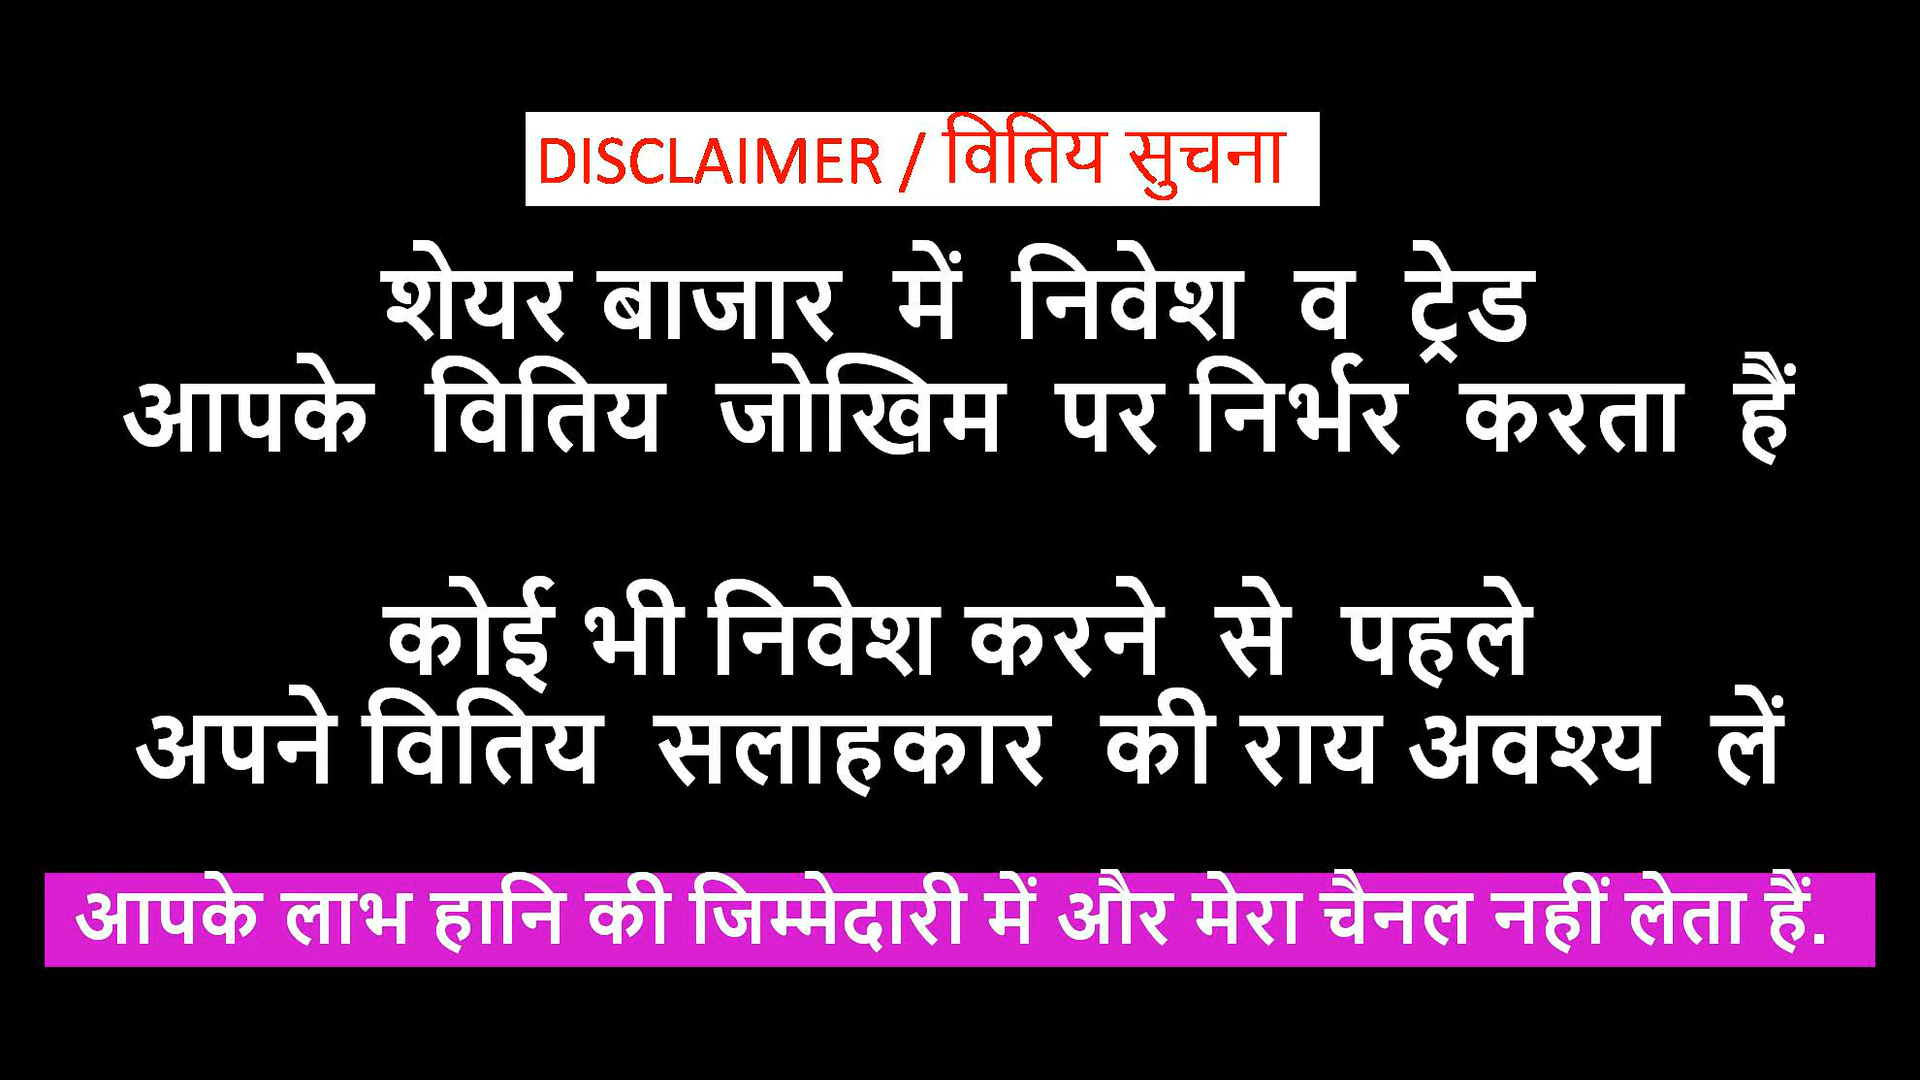 DISCLAIMER / वितिय सुचना
शेयर बाजार में निवेश व ट्रेड
आपके वितिय जोखिम पर निर्भर करता हैं
कोई भी निवेश करने से पहले
अपने वितिय सलाहकार की राय अवश्य लें
आपके लाभ हानि की जिम्मेदारी में और मेरा चैनल नहीं लेता हैं.